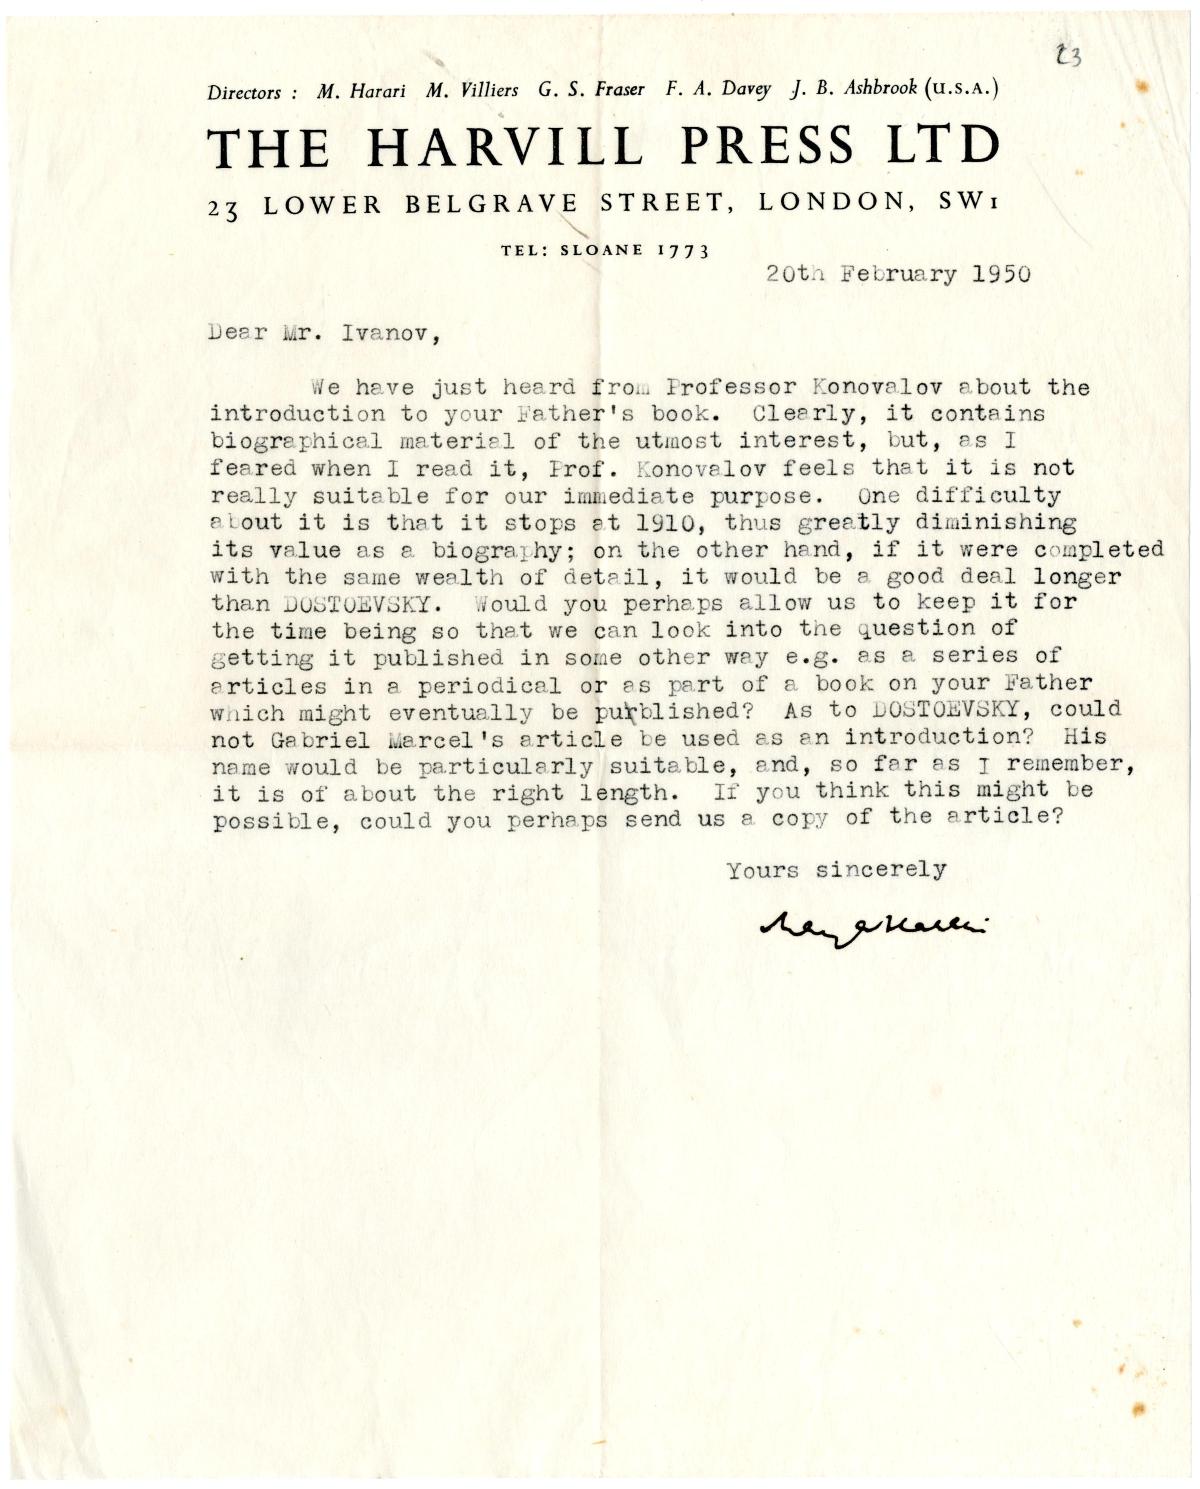 23
Directors : M. Harari M. Villiers G. S. Fraser F. A. Davey J. B. Ashbrook (U.S.A.)
THE HARVILL PRESS LTD
23 LOWER BELGRAVE STREET, LONDON, SW1
TEL: SLOANE 1773
20th February 1950
Dear Mr. Ivanov,
We have just heard from Professor Konovalov about the
introduction to your Father's book. Clearly, it contains
biographical material of the utmost interest, but, as I
feared when I read it, Prof. Konovalov feels that it is not
really suitable for our immediate purpose. One difficulty
about it is that it stops at 1910, thus greatly diminishing
its value as a biography; on the other hand, if it were completed
with the same wealth of detail, it would be a good deal longer
than DOSTOEVSKY. Would you perhaps allow us to keep it for
the time being so that we can look into the question of
getting it published in some other way e.g. as a series of
articles in a periodical or as part of a book on your Father
which might eventually be purblished? As to DOSTOEVSKY, could
not Gabriel Marcel's article be used as an introduction? His
name would be particularly suitable, and, so far as I remember,
it is of about the right length. If you think this might be
possible, could you perhaps send us a copy of the article?
Yours sincerely
Manya Harari